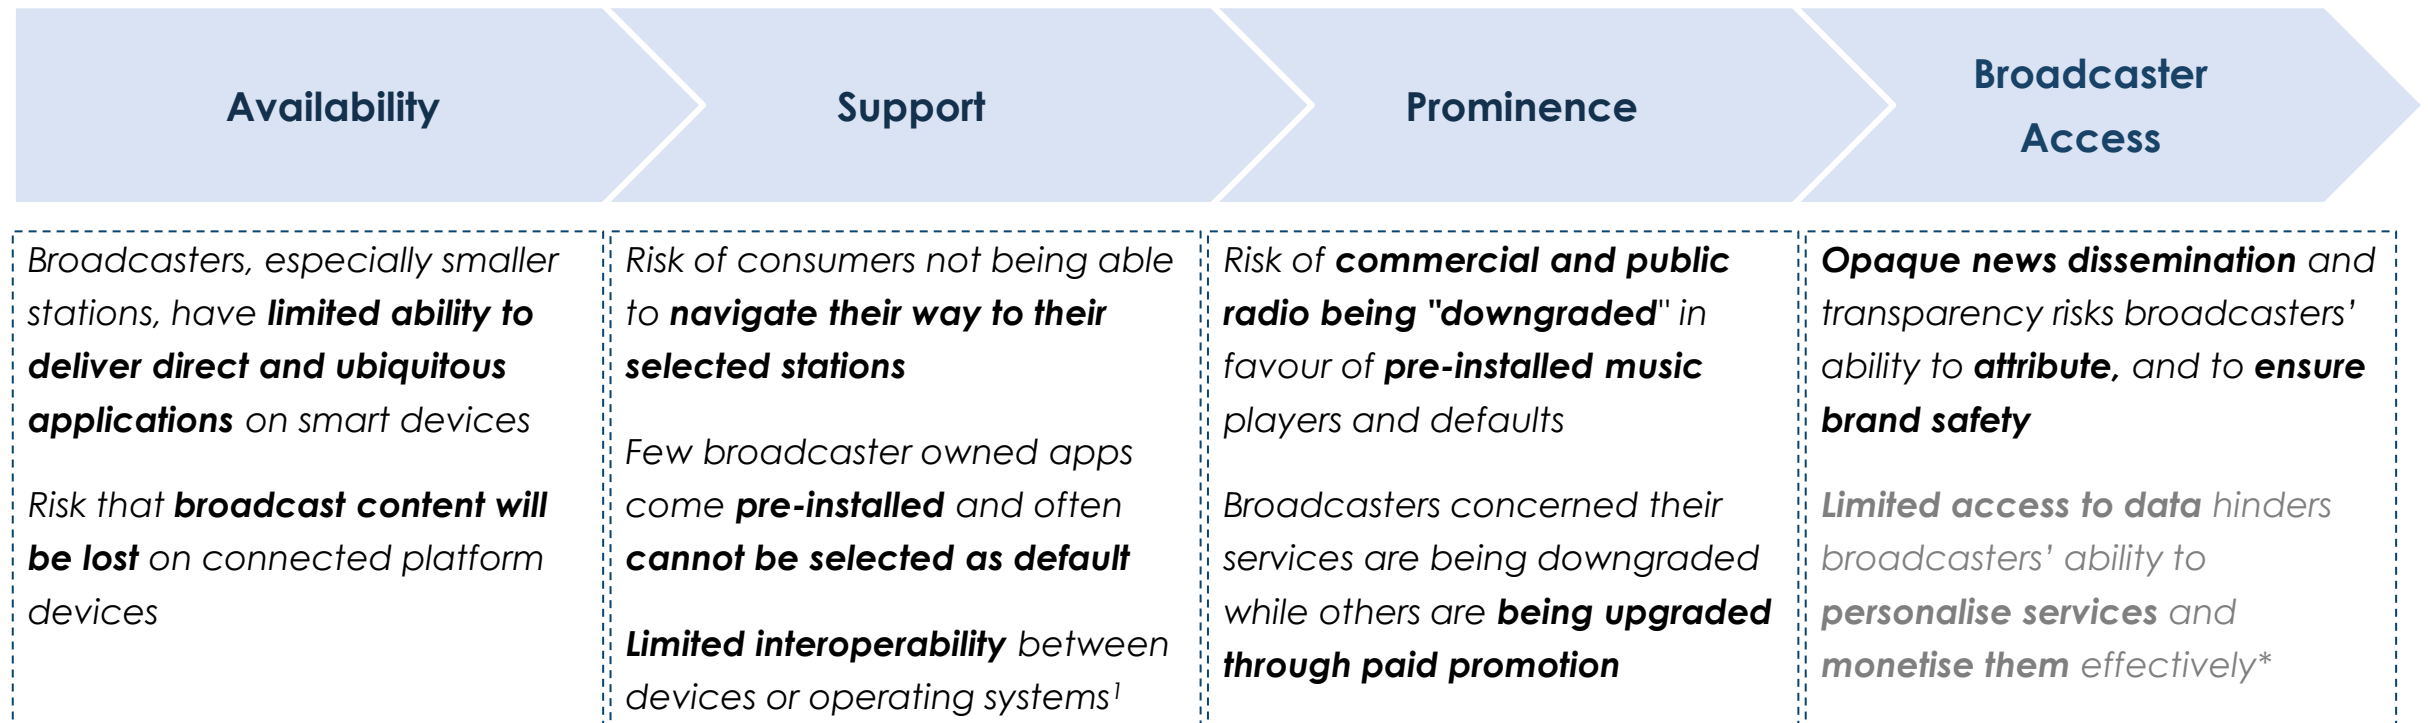 Availability
Support
Prominence
Broadcaster
Access
Broadcasters, especially smaller
stations, have limited ability to
deliver direct and ubiquitous
applications on smart devices
Risk that broadcast content will
be lost on connected platform
devices
Risk of consumers not being able
to navigate their way to their
selected stations
Few broadcaster owned apps
come pre-installed and often
cannot be selected as default
Limited interoperability between
devices or operating systems¹
Risk of commercial and public
radio being "downgraded" in
favour of pre-installed music
players and defaults
Broadcasters concerned their
services are being downgraded
while others are being upgraded
through paid promotion
Opaque news dissemination and
transparency risks broadcasters’
ability to attribute, and to ensure
brand safety
Limited access to data hinders
broadcasters’ ability to
personalise services and
monetise them effectively*